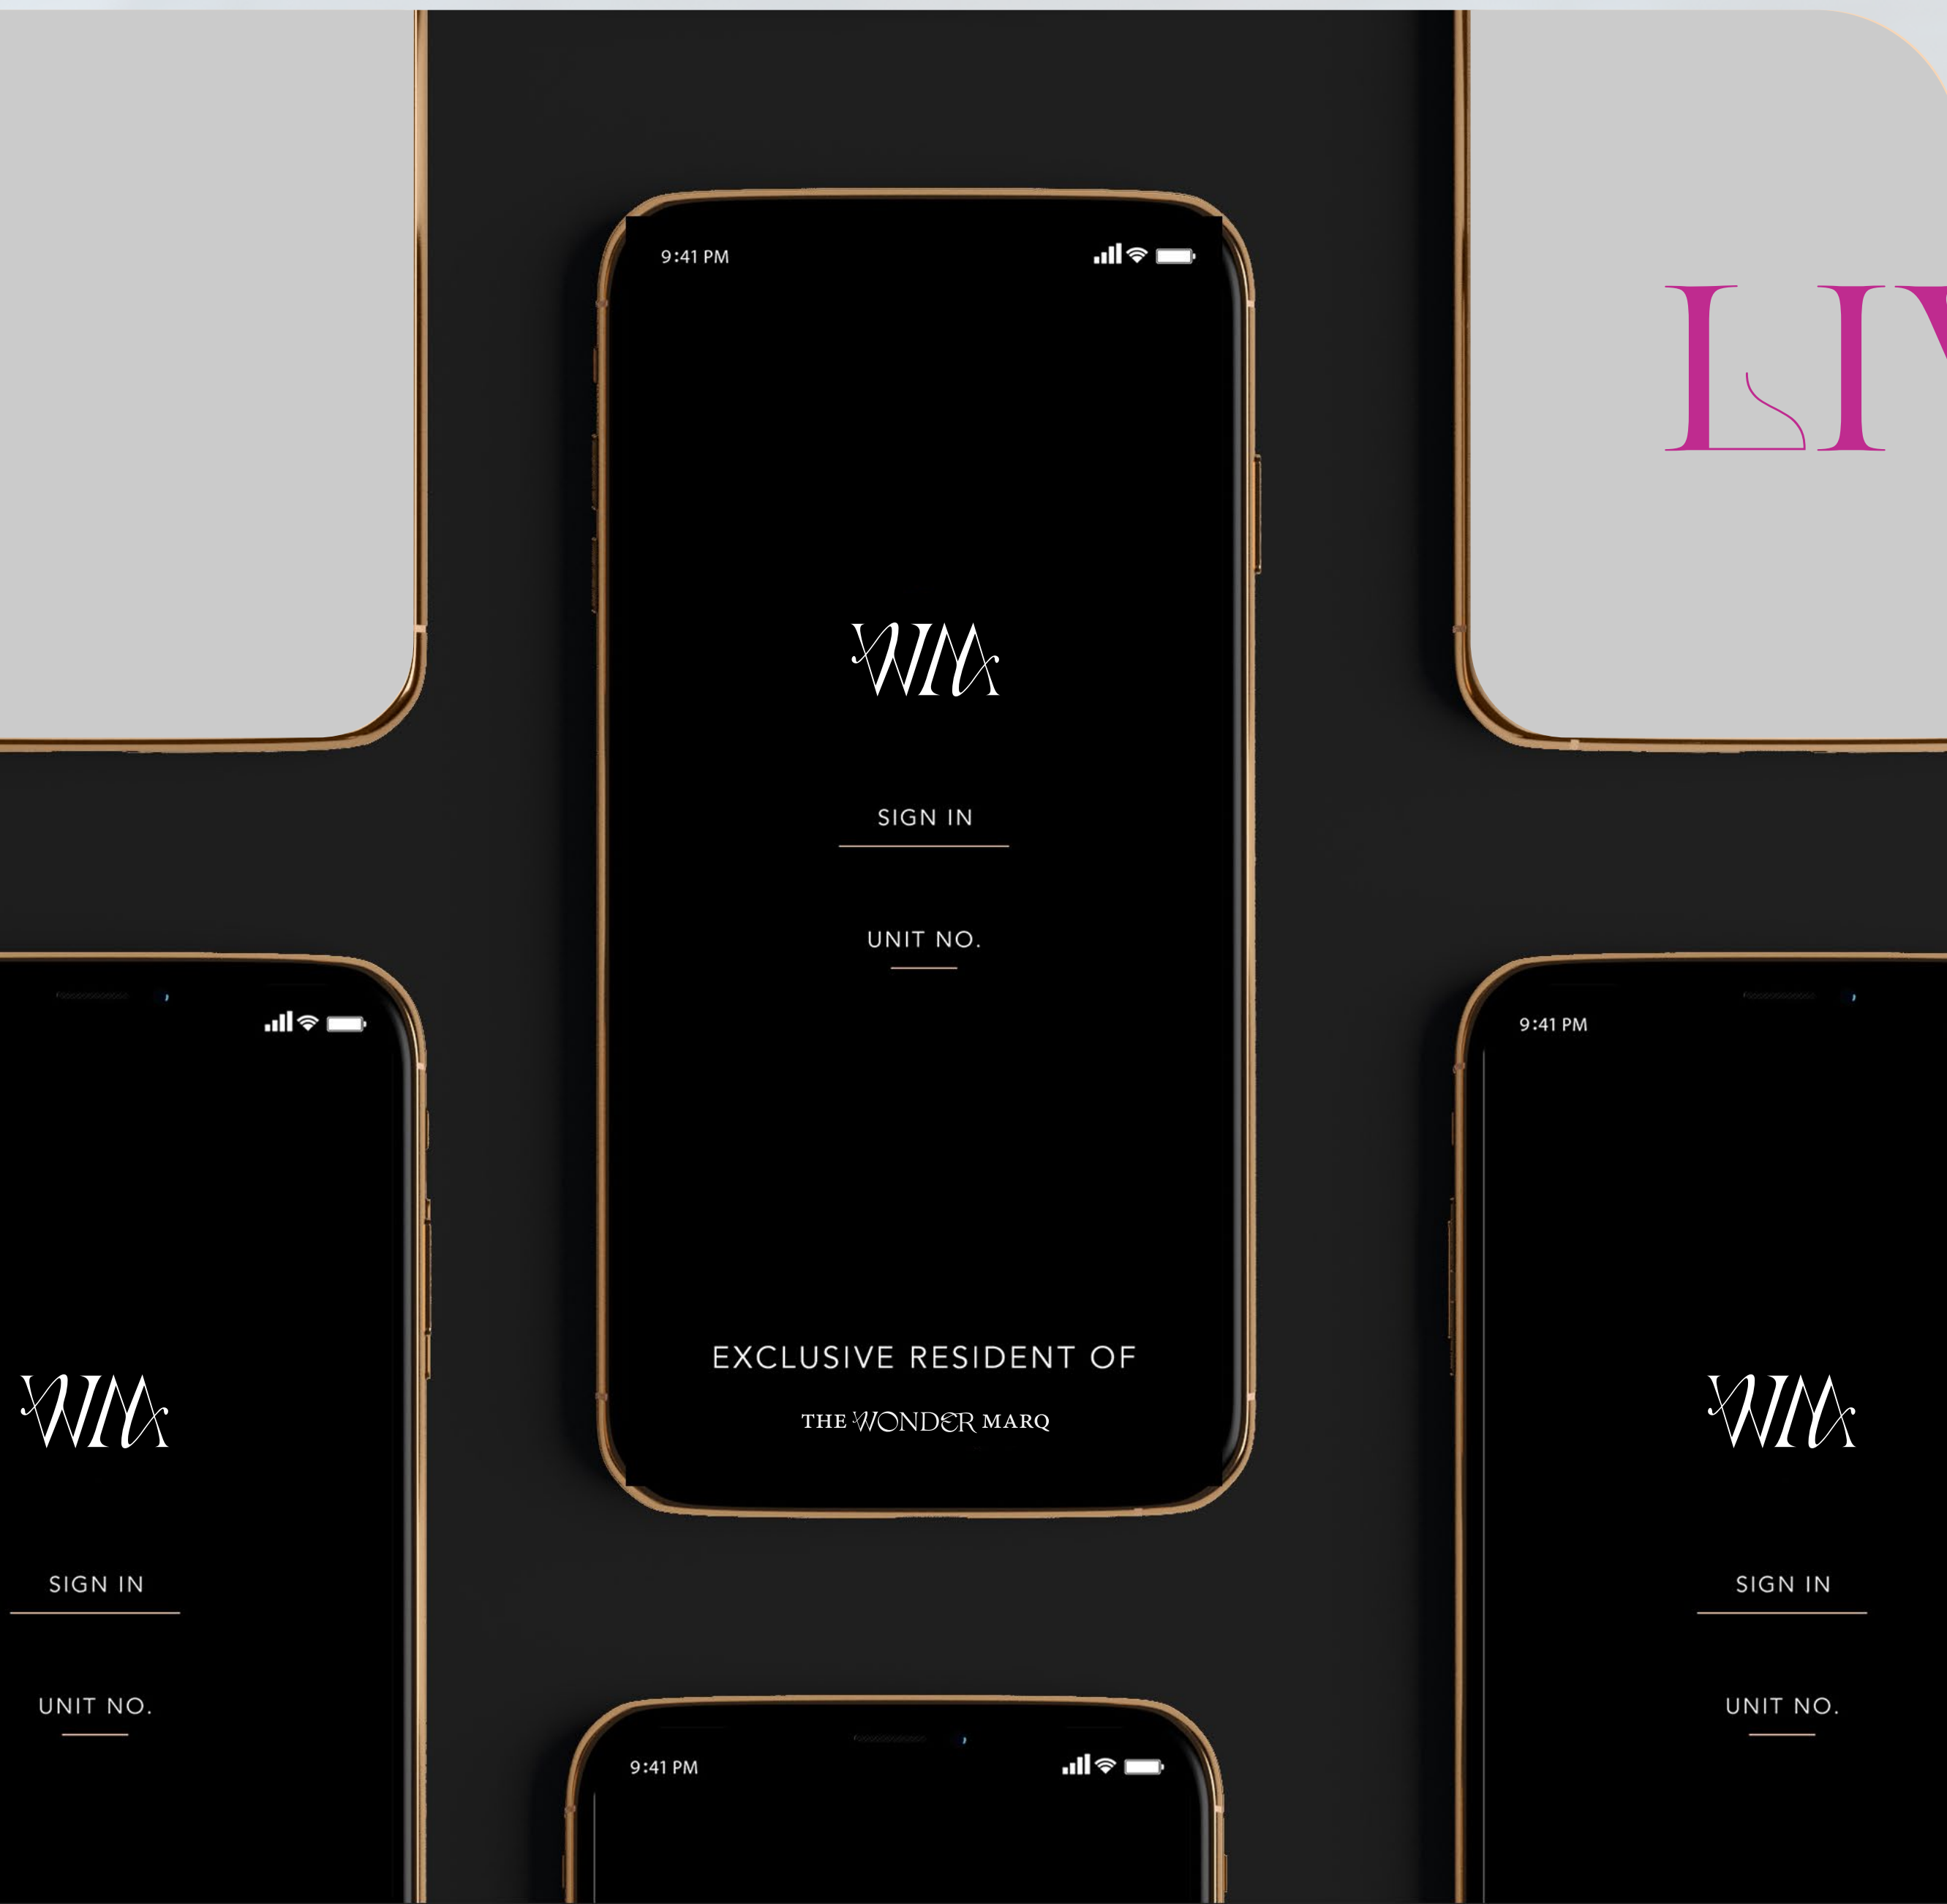 LIV
9:41 PM
WM
SIGN IN
UNIT NO.
EXCLUSIVE RESIDENT OF
THE WONDER MARQ
WM
SIGN IN
UNIT NO.
9:41 PM
WM
SIGN IN
UNIT NO.
9:41 PM